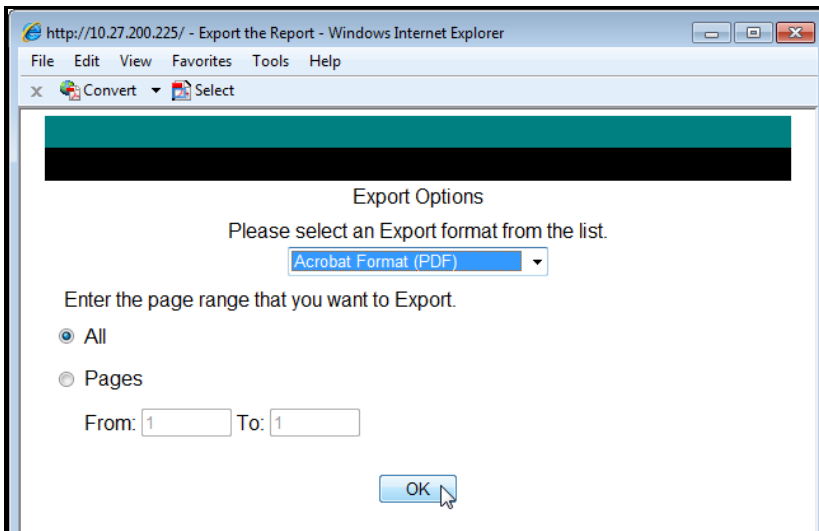 http://10.27.200.225/ - Export the Report - Windows Internet Explorer
File Edit View Favorites Tools Help
x Convert Select
Export Options
Please select an Export format from the list.
Acrobat Format (PDF)
Enter the page range that you want to Export.
All
Pages
From: 1 To: 1
OK